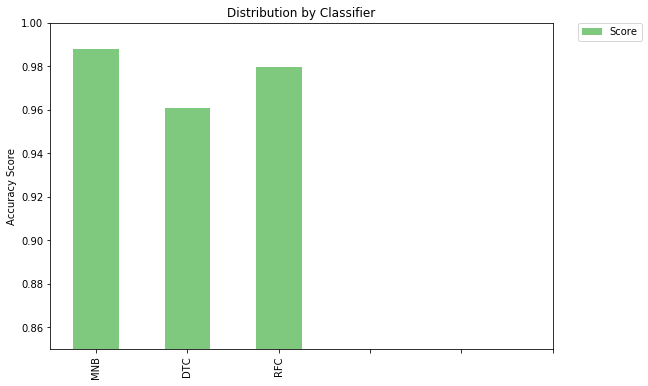 Distribution by Classifier
Score
Accuracy Score
1.00
0.98
0.96
0.94
0.92
0.90
0.88
0.86
MNB
DTC
RFC